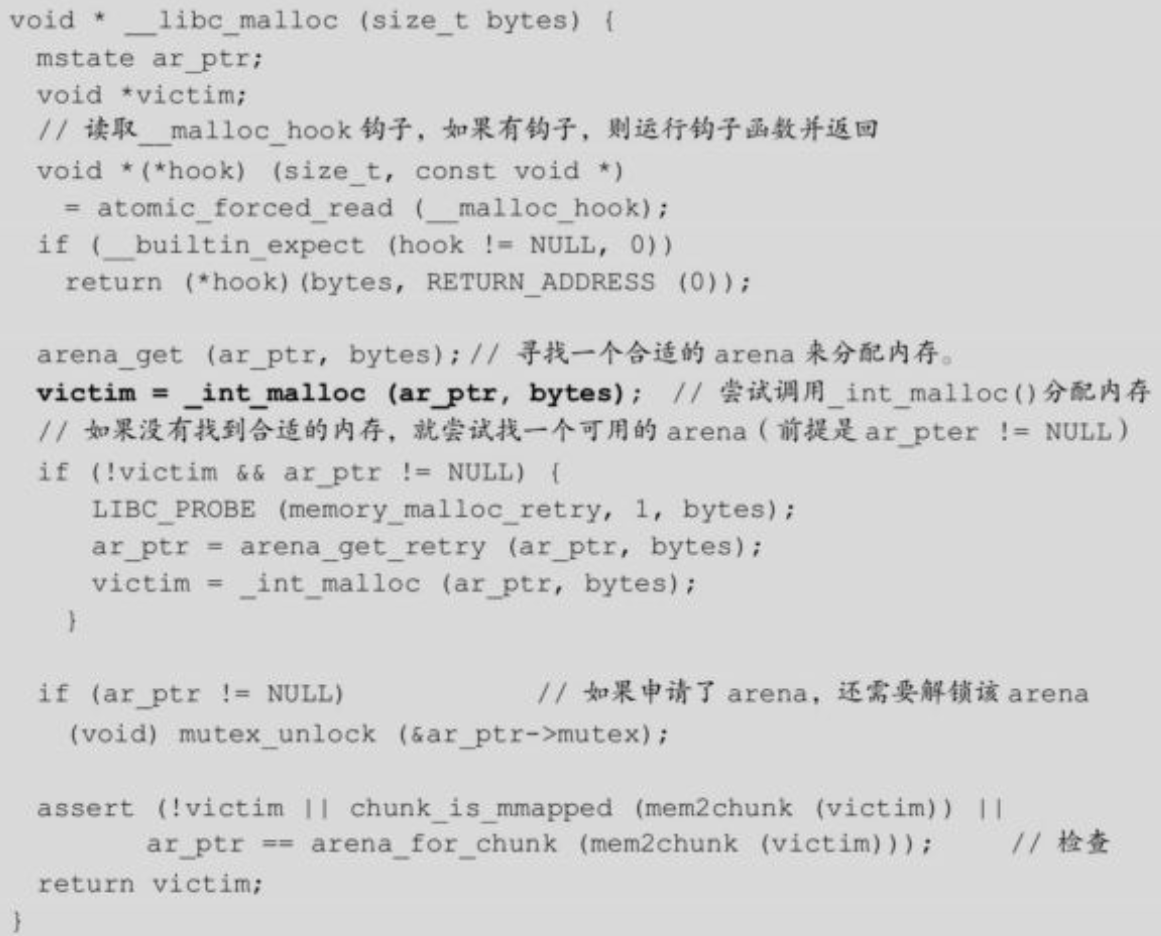 void * __libc_malloc (size_t bytes) {
mstate ar_ptr;
void *victim;
// 读取__malloc_hook 钩子，如果有钩子，则运行钩子函数并返回
void *(*hook) (size_t, const void *)
= atomic_forced_read (__malloc_hook);
if (__builtin_expect (hook != NULL, 0))
return (*hook)(bytes, RETURN_ADDRESS (0));
arena_get (ar_ptr, bytes);// 寻找一个合适的 arena 来分配内存。
victim = _int_malloc (ar_ptr, bytes); // 尝试调用_int_malloc()分配内存
// 如果没有找到合适的内存，就尝试找一个可用的 arena（前提是 ar_pter != NULL）
if (!victim && ar_ptr != NULL) {
LIBC_PROBE (memory_malloc_retry, 1, bytes);
ar_ptr = arena_get_retry (ar_ptr, bytes);
victim = _int_malloc (ar_ptr, bytes);
}
if (ar_ptr != NULL) // 如果申请了 arena，还需要解锁该 arena
(void) mutex_unlock (&ar_ptr->mutex);
assert (!victim || chunk_is_mmapped (mem2chunk (victim)) ||
ar_ptr == arena_for_chunk (mem2chunk (victim))); // 检查
return victim;
}